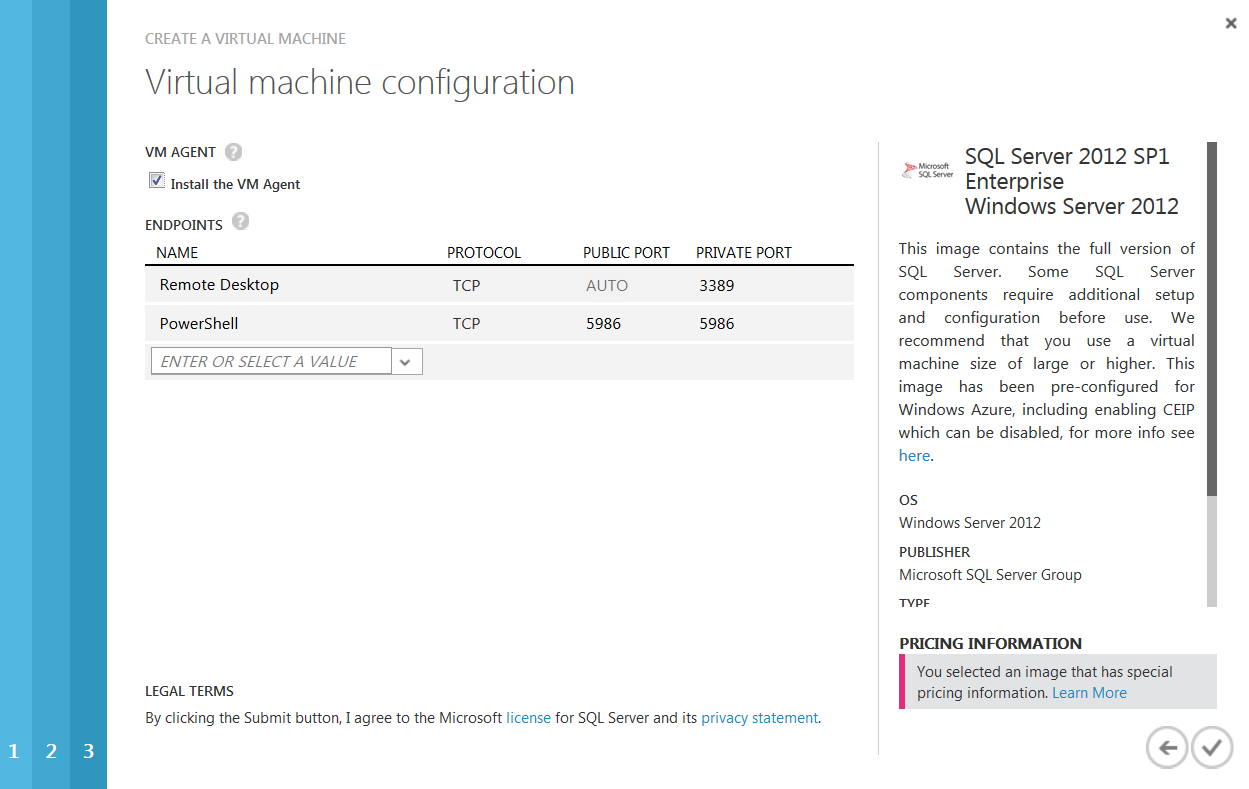 CREATE A VIRTUAL MACHINE
Virtual machine configuration
VM AGENT ?
Install the VM Agent
ENDPOINTS ?
NAME PROTOCOL PUBLIC PORT PRIVATE PORT
Remote Desktop TCP AUTO 3389
PowerShell TCP 5986 5986
ENTER OR SELECT A VALUE
LEGAL TERMS
By clicking the Submit button, I agree to the Microsoft license for SQL Server and its privacy statement.
Microsoft
SQL Server
SQL Server 2012 SP1
Enterprise
Windows Server 2012
This image contains the full version of
SQL Server. Some SQL Server
components require additional setup
and configuration before use. We
recommend that you use a virtual
machine size of large or higher. This
image has been pre-configured for
Windows Azure, including enabling CEIP
which can be disabled, for more info see
here.
OS
Windows Server 2012
PUBLISHER
Microsoft SQL Server Group
TYPE
PRICING INFORMATION
You selected an image that has special
pricing information. Learn More
1 2 3